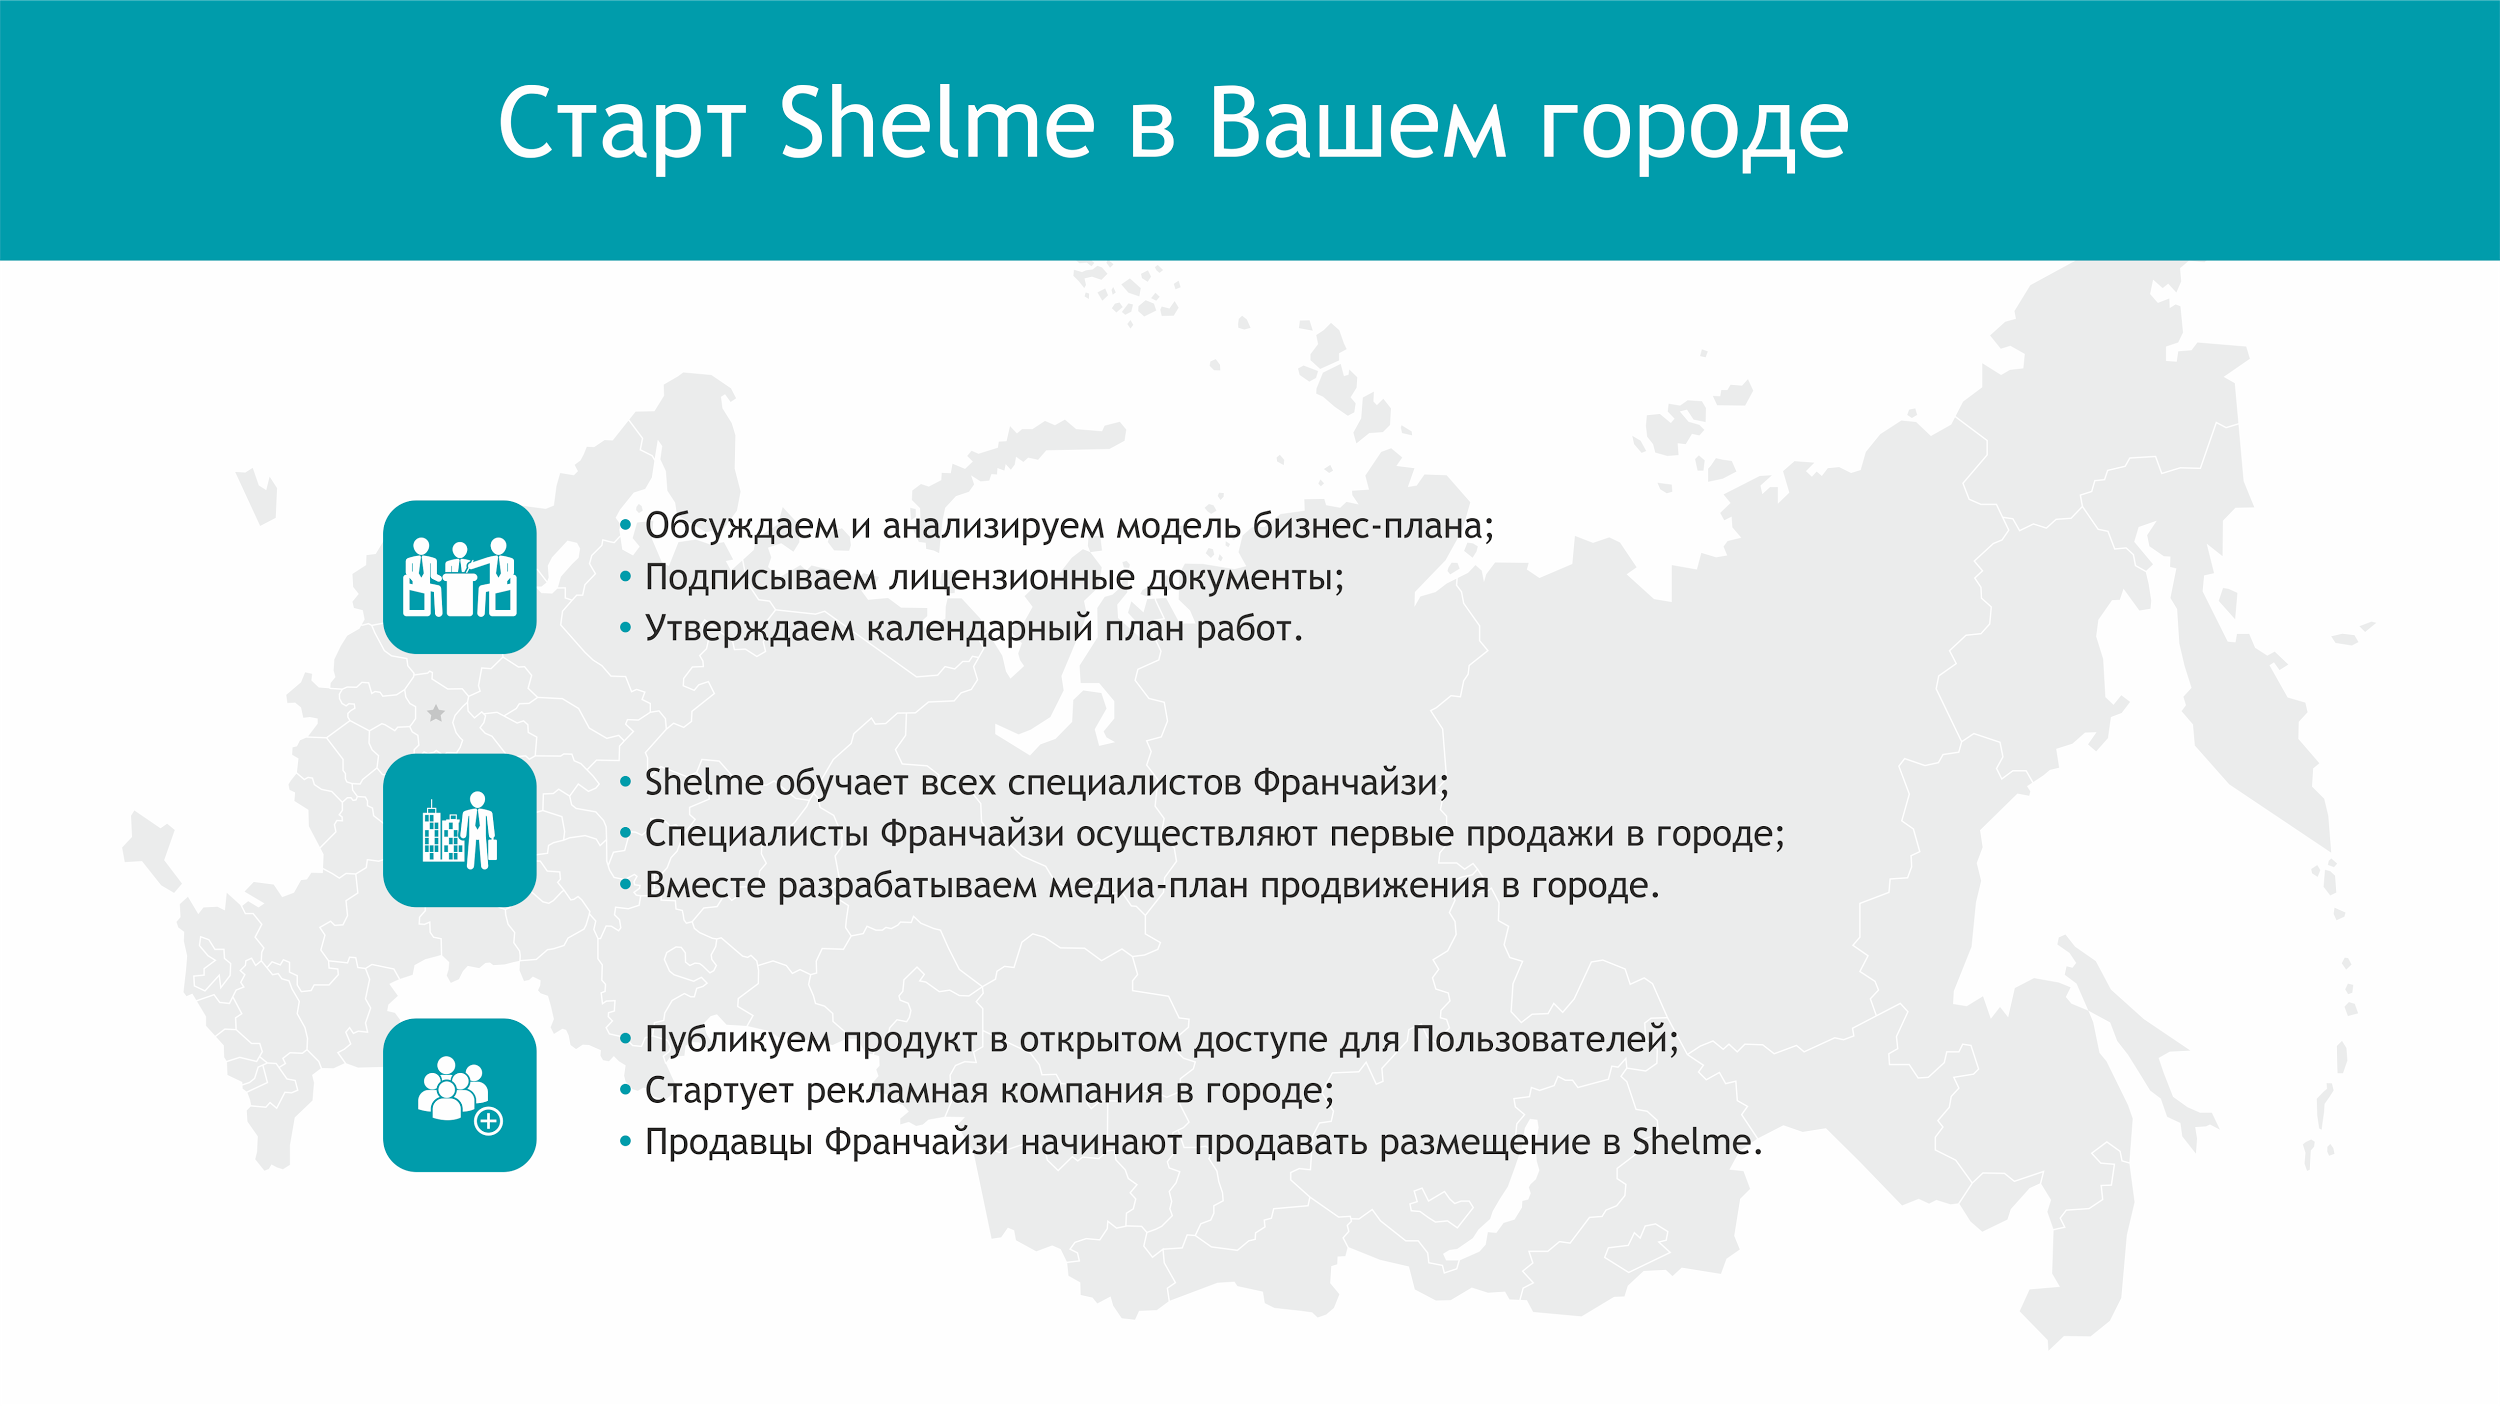 Старт Shelme в Вашем городе
• Обсуждаем и анализируем модель бизнес-плана;
• Подписываем лицензионные документы;
• Утверждаем календарный план работ.
• Shelme обучает всех специалистов Франчайзи;
• Специалисты Франчайзи осуществляют первые продажи в городе;
• Вместе разрабатываем медиа-план продвижения в городе.
• Публикуем продукт в открытом доступе для Пользователей;
• Стартует рекламная компания в городе;
• Продавцы Франчайзи начинают продавать размещение в Shelme.